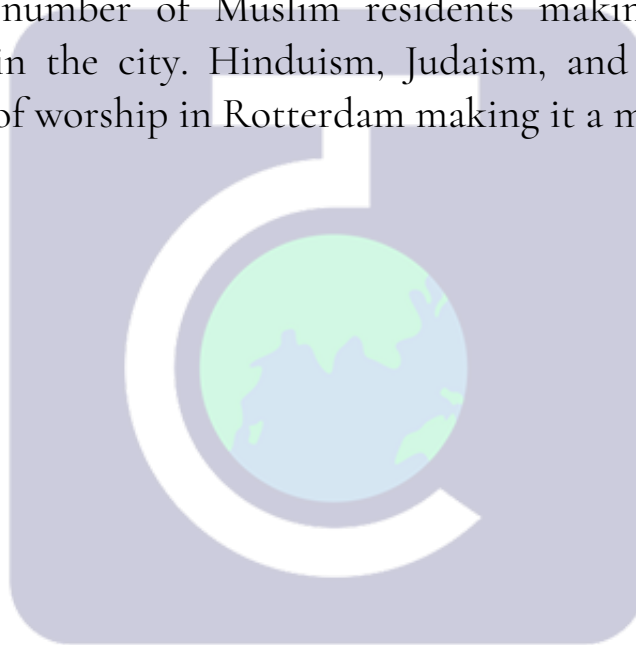 number of Muslim residents makin
in the city. Hinduism, Judaism, and
of worship in Rotterdam making it a m